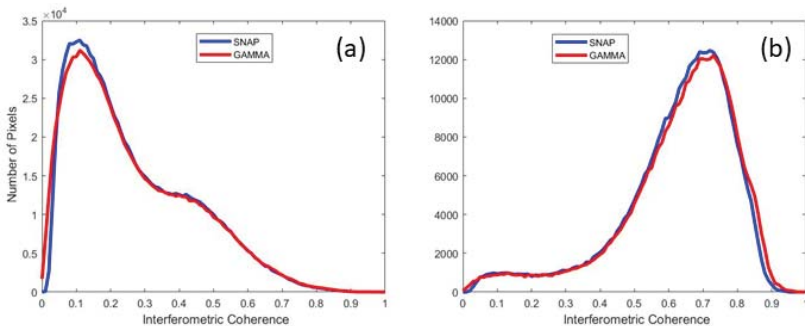 ×10⁴
3.5
3
2.5
2
1.5
1
0.5
0
Number of Pixels
SNAP
GAMMA
(a)
0 0.1 0.2 0.3 0.4 0.5 0.6 0.7 0.8 0.9 1
Interferometric Coherence
14000
12000
10000
8000
6000
4000
2000
0
SNAP
GAMMA
(b)
0 0.1 0.2 0.3 0.4 0.5 0.6 0.7 0.8 0.9 1
Interferometric Coherence